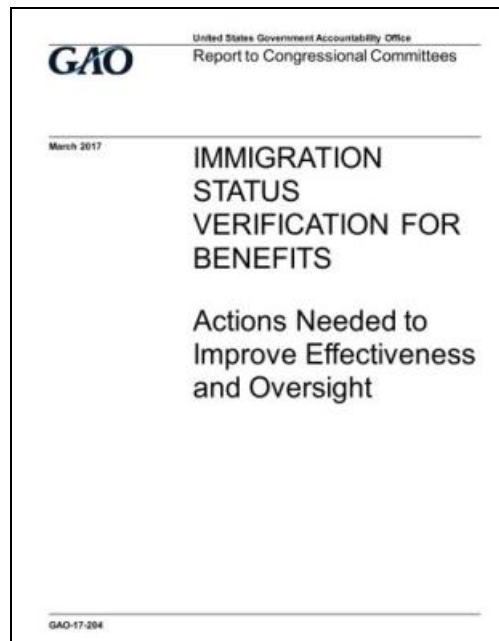 GAO
United States Government Accountability Office
Report to Congressional Committees
March 2017
IMMIGRATION
STATUS
VERIFICATION FOR
BENEFITS
Actions Needed to
Improve Effectiveness
and Oversight
GAO-17-204